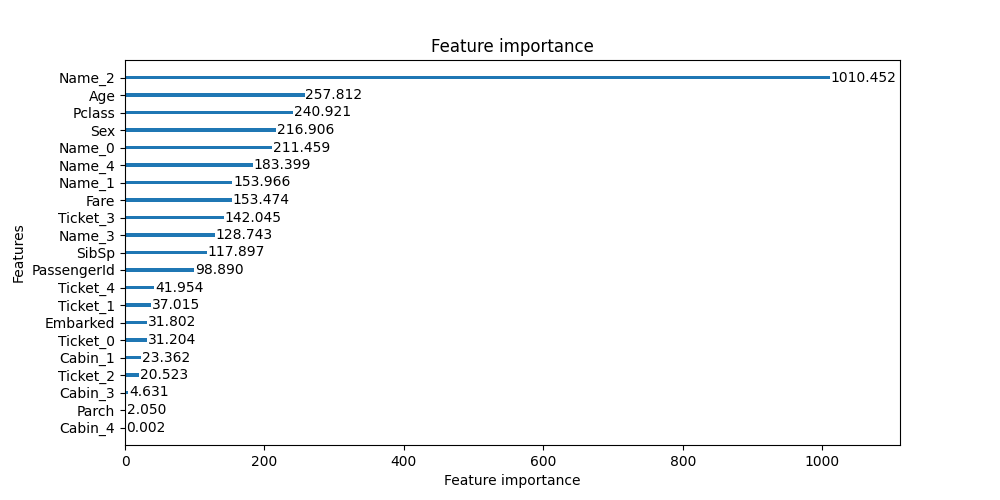 Feature importance
Name_2 1010.452
Age 257.812
Pclass 240.921
Sex 216.906
Name_0 211.459
Name_4 183.399
Name_1 153.966
Fare 153.474
Ticket_3 142.045
Name_3 128.743
SibSp 117.897
PassengerId 98.890
Ticket_4 41.954
Ticket_1 37.015
Embarked 31.802
Ticket_0 31.204
Cabin_1 23.362
Ticket_2 20.523
Cabin_3 4.631
Parch 2.050
Cabin_4 0.002
Features
0 200 400 600 800 1000
Feature importance